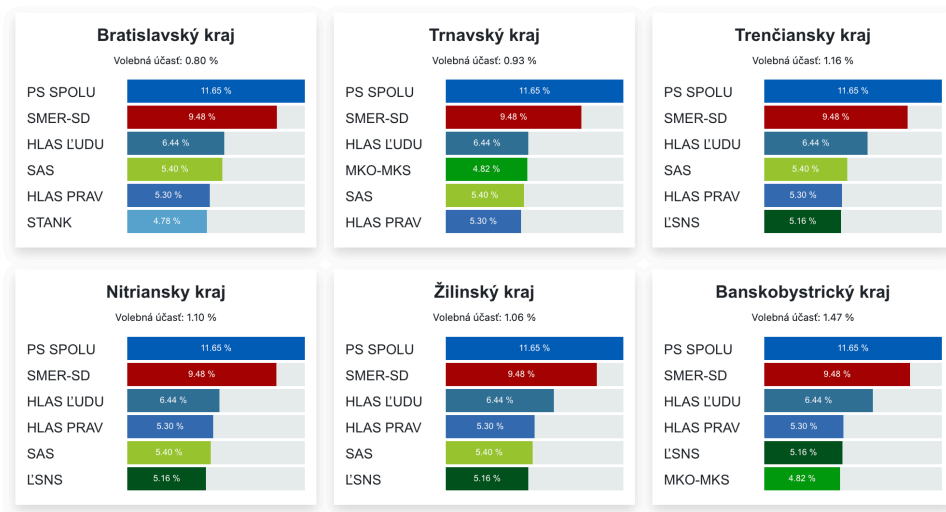 Bratislavský kraj
Volebná účasť: 0.80 %
PS SPOLU 11.65 %
SMER-SD 9.48 %
HLAS ĽUDU 6.44 %
SAS 5.40 %
HLAS PRAV 5.30 %
STANK 4.78 %
Trnavský kraj
Volebná účasť: 0.93 %
PS SPOLU 11.65 %
SMER-SD 9.48 %
HLAS ĽUDU 6.44 %
MKO-MKS 4.82 %
SAS 5.40 %
HLAS PRAV 5.30 %
Trenčiansky kraj
Volebná účasť: 1.16 %
PS SPOLU 11.65 %
SMER-SD 9.48 %
HLAS ĽUDU 6.44 %
SAS 5.40 %
HLAS PRAV 5.30 %
ĽSNS 5.16 %
Nitriansky kraj
Volebná účasť: 1.10 %
PS SPOLU 11.65 %
SMER-SD 9.48 %
HLAS ĽUDU 6.44 %
HLAS PRAV 5.30 %
SAS 5.40 %
ĽSNS 5.16 %
Žilinský kraj
Volebná účasť: 1.06 %
PS SPOLU 11.65 %
SMER-SD 9.48 %
HLAS ĽUDU 6.44 %
HLAS PRAV 5.30 %
SAS 5.40 %
ĽSNS 5.16 %
Banskobystrický kraj
Volebná účasť: 1.47 %
PS SPOLU 11.65 %
SMER-SD 9.48 %
HLAS ĽUDU 6.44 %
HLAS PRAV 5.30 %
ĽSNS 5.16 %
MKO-MKS 4.82 %